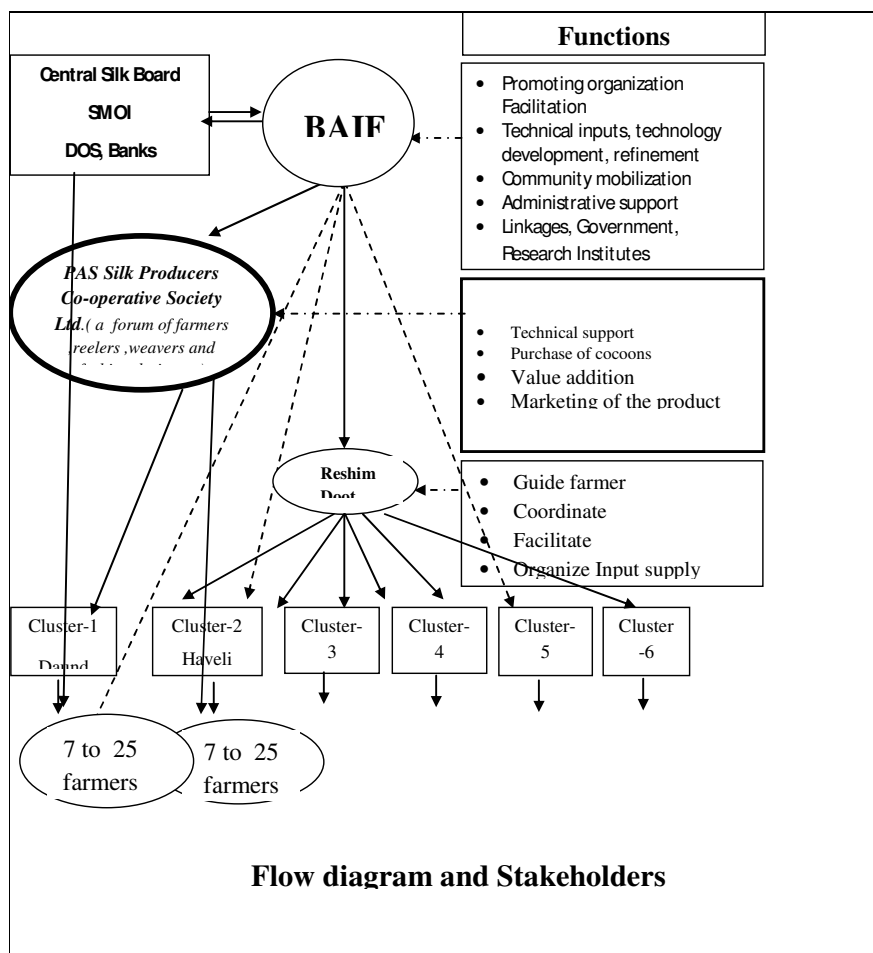 Functions
Central Silk Board
SMOI
DOS, Banks
BAIF
• Promoting organization
Facilitation
• Technical inputs, technology
development, refinement
• Community mobilization
• Administrative support
• Linkages, Government,
Research Institutes
PAS Silk Producers
Co-operative Society
Ltd.( a forum of farmers
,reelers ,weavers and
• Technical support
• Purchase of cocoons
• Value addition
• Marketing of the product
Reshim
Doot
• Guide farmer
• Coordinate
• Facilitate
• Organize Input supply
Cluster-1
Daund
Cluster-2
Haveli
Cluster-
3
Cluster-
4
Cluster-
5
Cluster
-6
7 to 25
farmers
7 to 25
farmers
Flow diagram and Stakeholders